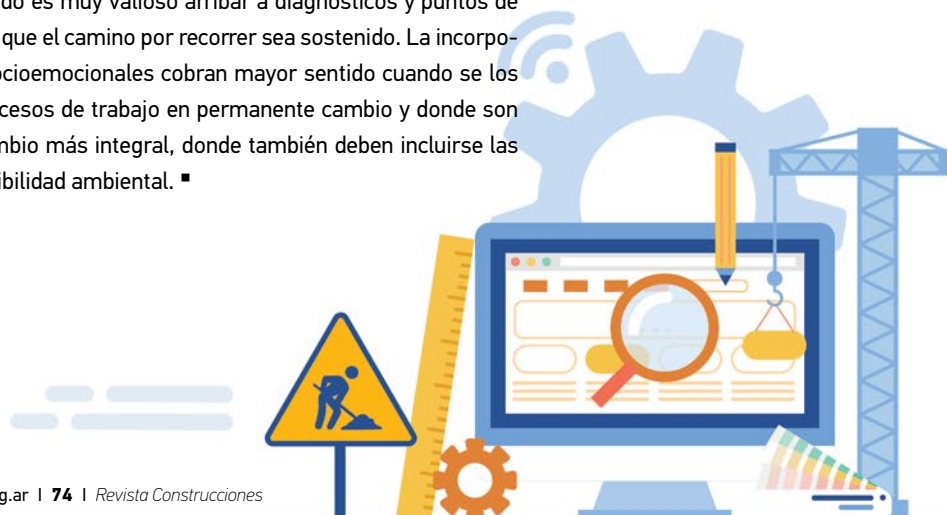 do es muy valioso arribar a diagnósticos y puntos de
que el camino por recorrer sea sostenido. La incorpo-
ocioemocionales cobran mayor sentido cuando se los
cesos de trabajo en permanente cambio y donde son
mbio más integral, donde también deben incluirse las
ibilidad ambiental. ■
g.ar | 74 | Revista Construcciones